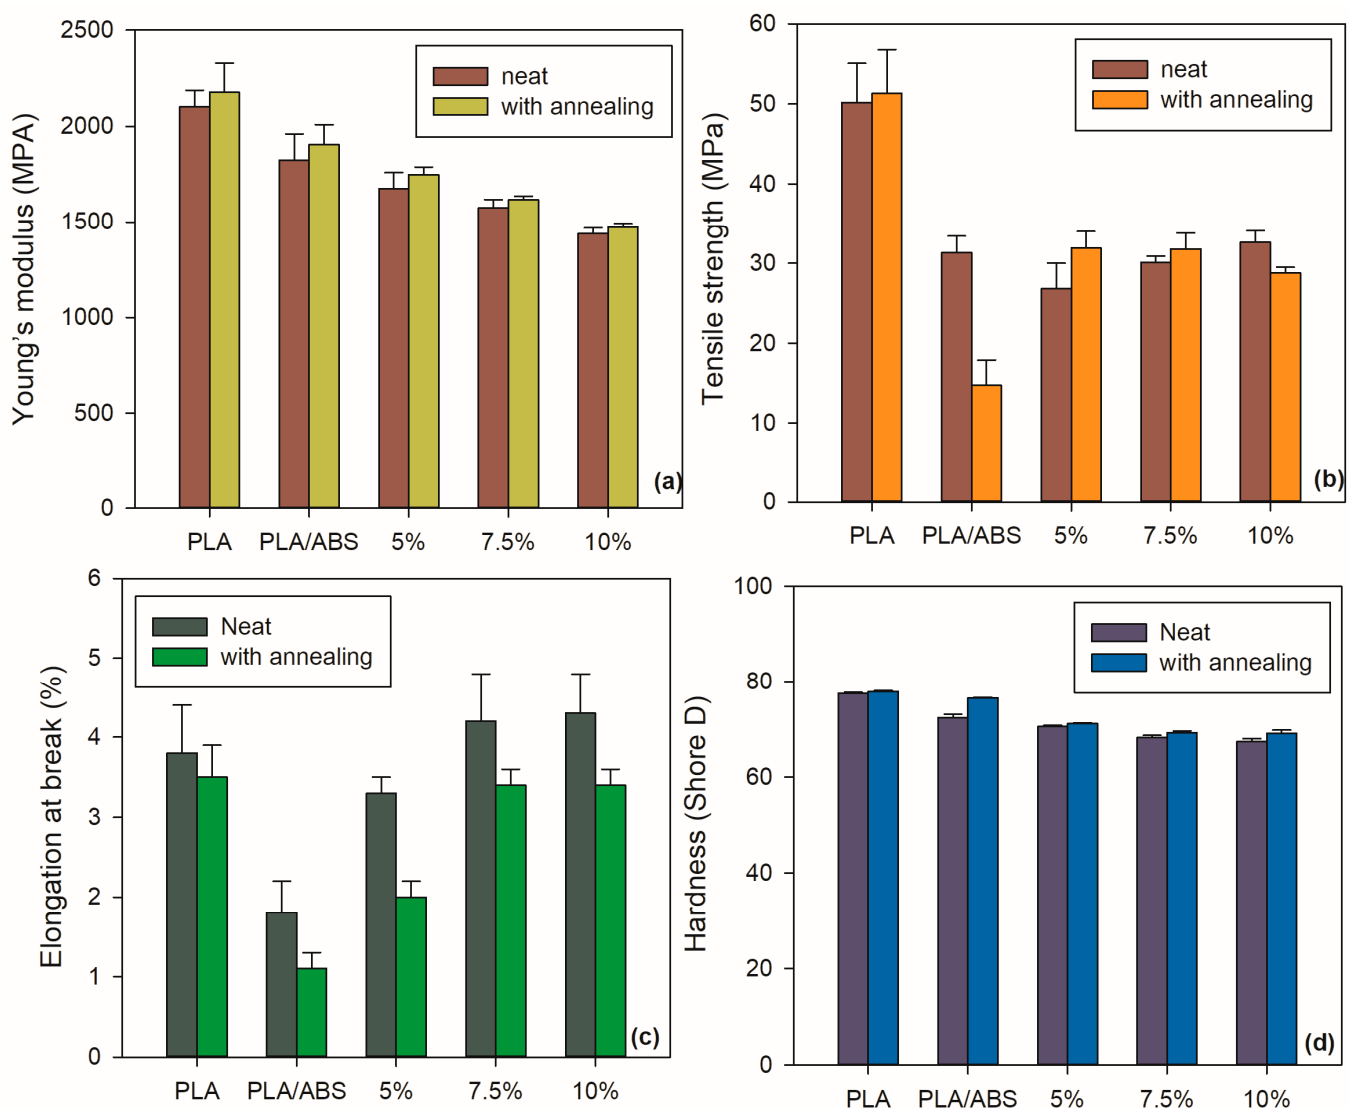 Young's modulus (MPA)
2500
2000
1500
1000
500
0
neat
with annealing
(a)
PLA PLA/ABS 5% 7.5% 10%
Tensile strength (MPa)
60
50
40
30
20
10
0
neat
with annealing
(b)
PLA PLA/ABS 5% 7.5% 10%
Elongation at break (%)
6
5
4
3
2
1
0
Neat
with annealing
(c)
PLA PLA/ABS 5% 7.5% 10%
Hardness (Shore D)
100
80
60
40
20
0
Neat
with annealing
(d)
PLA PLA/ABS 5% 7.5% 10%